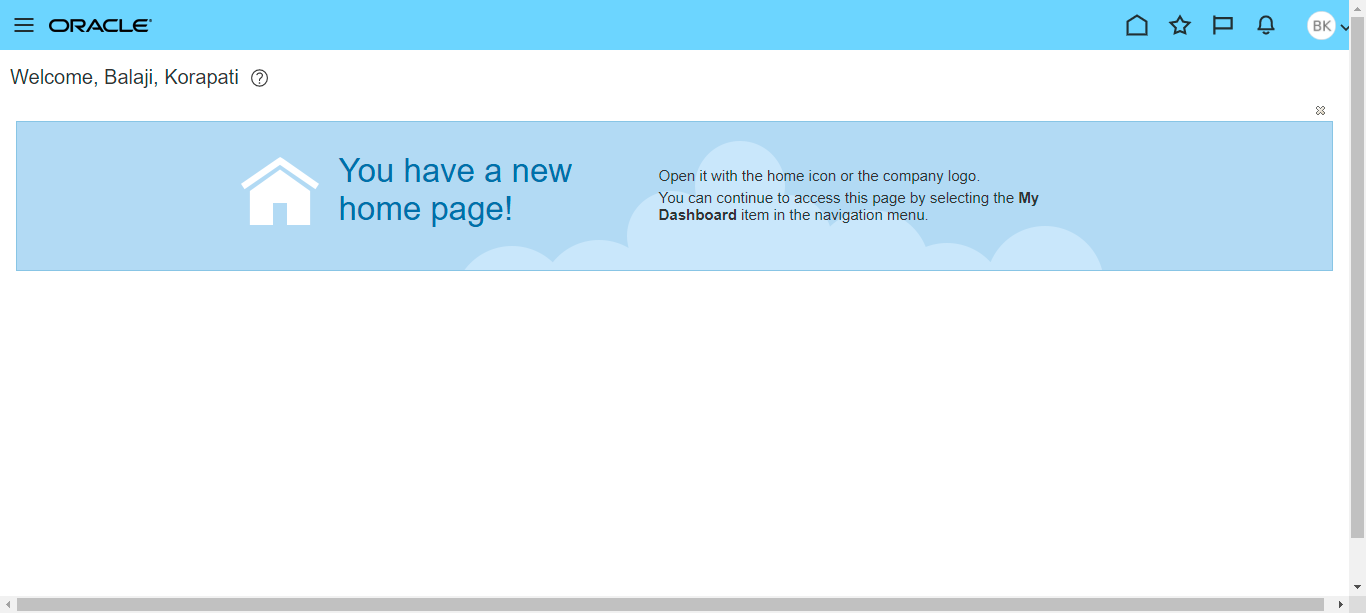 ORACLE
BK
Welcome, Balaji, Korapati ?
You have a new
home page!
Open it with the home icon or the company logo.
You can continue to access this page by selecting the My
Dashboard item in the navigation menu.